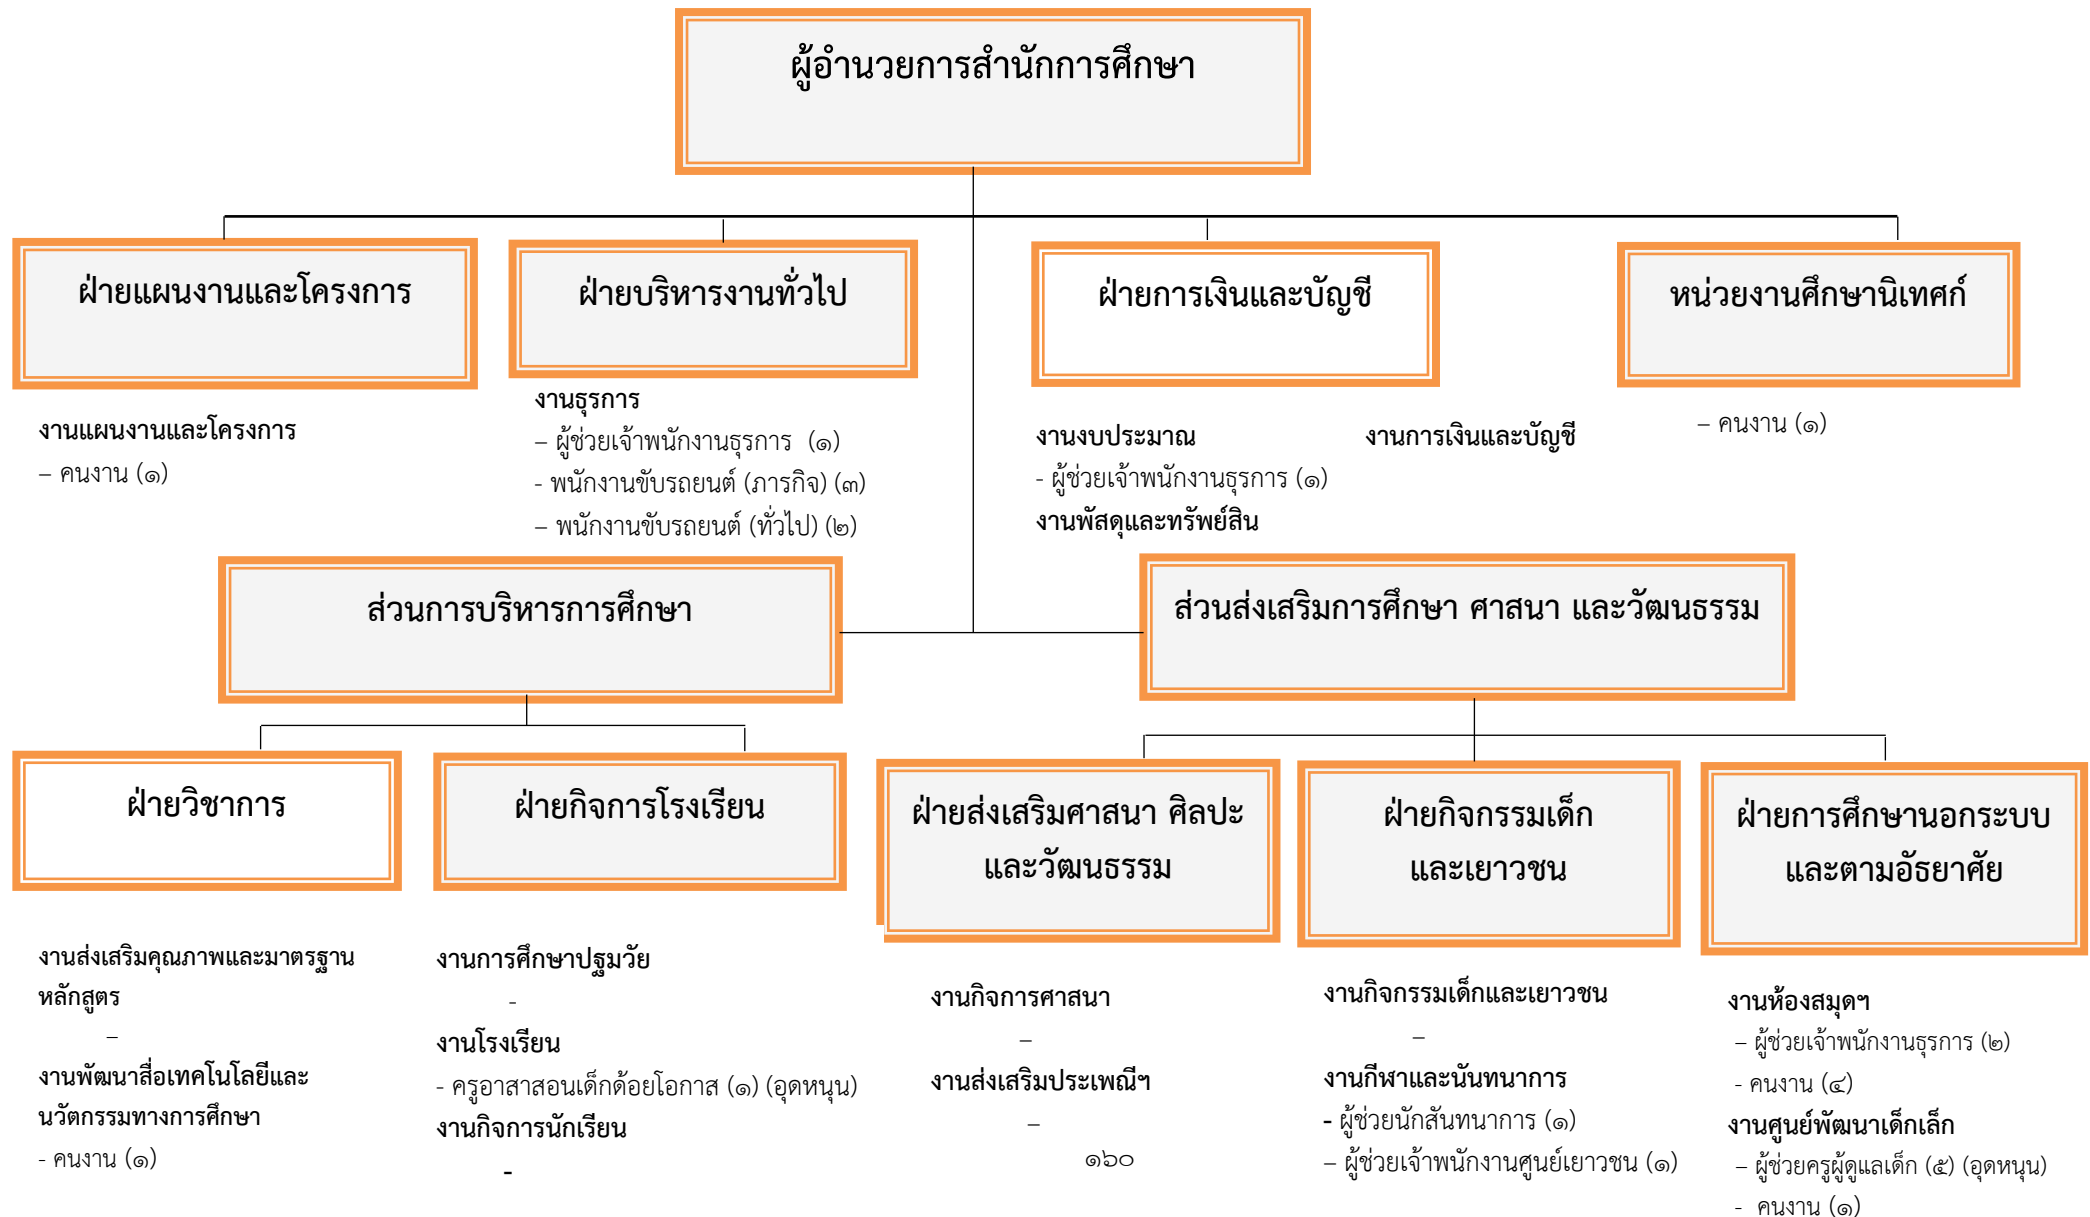 ผู้อำนวยการสำนักการศึกษา
ฝ่ายแผนงานและโครงการ
งานแผนงานและโครงการ
– คนงาน (๑)
ฝ่ายบริหารงานทั่วไป
งานธุรการ
– ผู้ช่วยเจ้าพนักงานธุรการ (๑)
- พนักงานขับรถยนต์ (ภารกิจ) (๓)
– พนักงานขับรถยนต์ (ทั่วไป) (๒)
ฝ่ายการเงินและบัญชี
งานงบประมาณ
- ผู้ช่วยเจ้าพนักงานธุรการ (๑)
งานพัสดุและทรัพย์สิน
งานการเงินและบัญชี
หน่วยงานศึกษานิเทศก์
– คนงาน (๑)
ส่วนการบริหารการศึกษา
ส่วนส่งเสริมการศึกษา ศาสนา และวัฒนธรรม
ฝ่ายวิชาการ
งานส่งเสริมคุณภาพและมาตรฐาน
หลักสูตร
–
งานพัฒนาสื่อเทคโนโลยีและ
นวัตกรรมทางการศึกษา
- คนงาน (๑)
ฝ่ายกิจการโรงเรียน
งานการศึกษาปฐมวัย
-
งานโรงเรียน
- ครูอาสาสอนเด็กด้อยโอกาส (๑) (อุดหนุน)
งานกิจการนักเรียน
-
ฝ่ายส่งเสริมศาสนา ศิลปะ
และวัฒนธรรม
งานกิจการศาสนา
–
งานส่งเสริมประเพณีฯ
–
ฝ่ายกิจกรรมเด็ก
และเยาวชน
งานกิจกรรมเด็กและเยาวชน
–
งานกีฬาและนันทนาการ
- ผู้ช่วยนักสันทนาการ (๑)
– ผู้ช่วยเจ้าพนักงานศูนย์เยาวชน (๑)
ฝ่ายการศึกษานอกระบบ
และตามอัธยาศัย
งานห้องสมุดฯ
– ผู้ช่วยเจ้าพนักงานธุรการ (๒)
- คนงาน (๔)
งานศูนย์พัฒนาเด็กเล็ก
– ผู้ช่วยครูผู้ดูแลเด็ก (๕) (อุดหนุน)
- คนงาน (๑)
๑๖๐